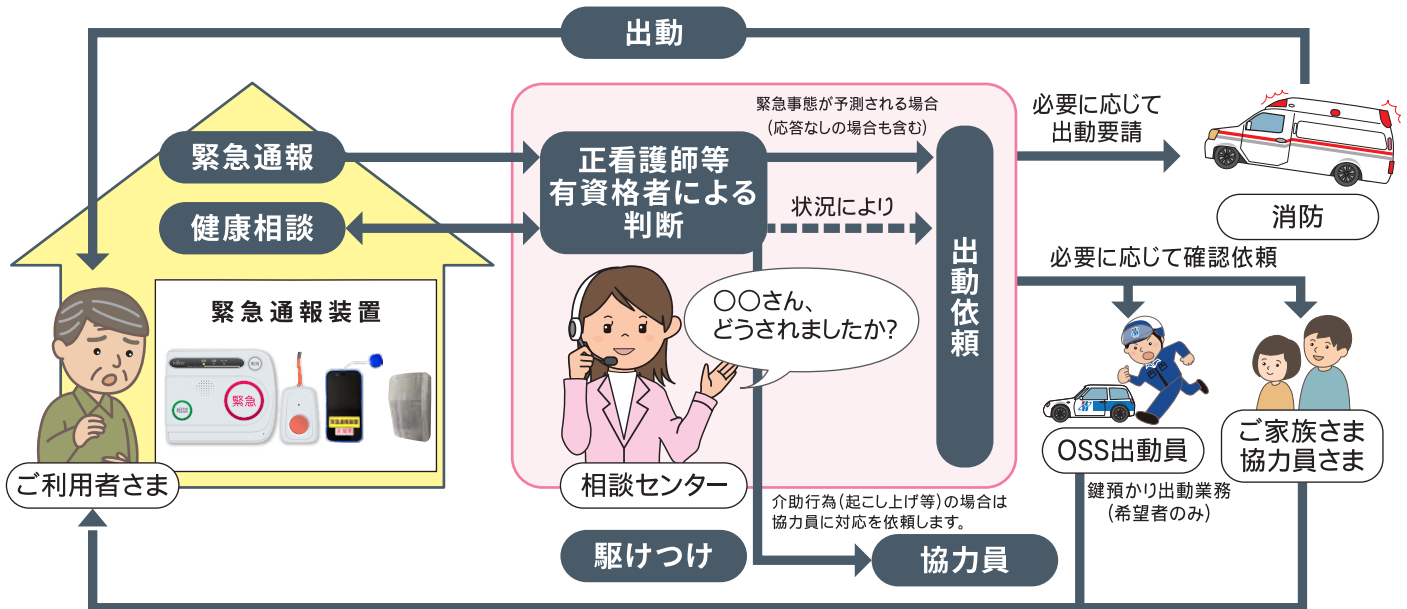 出動
緊急通報
健康相談
緊急通報装置
緊急
相談
ご利用者さま
正看護師等
有資格者による
判断
緊急事態が予測される場合
(応答なしの場合も含む)
状況により
〇〇さん、
どうされましたか?
相談センター
出動依頼
必要に応じて
出動要請
消防
必要に応じて確認依頼
OSS出動員
鍵預かり出動業務
(希望者のみ)
ご家族さま
協力員さま
介助行為(起こし上げ等)の場合は
協力員に対応を依頼します。
駆けつけ
協力員